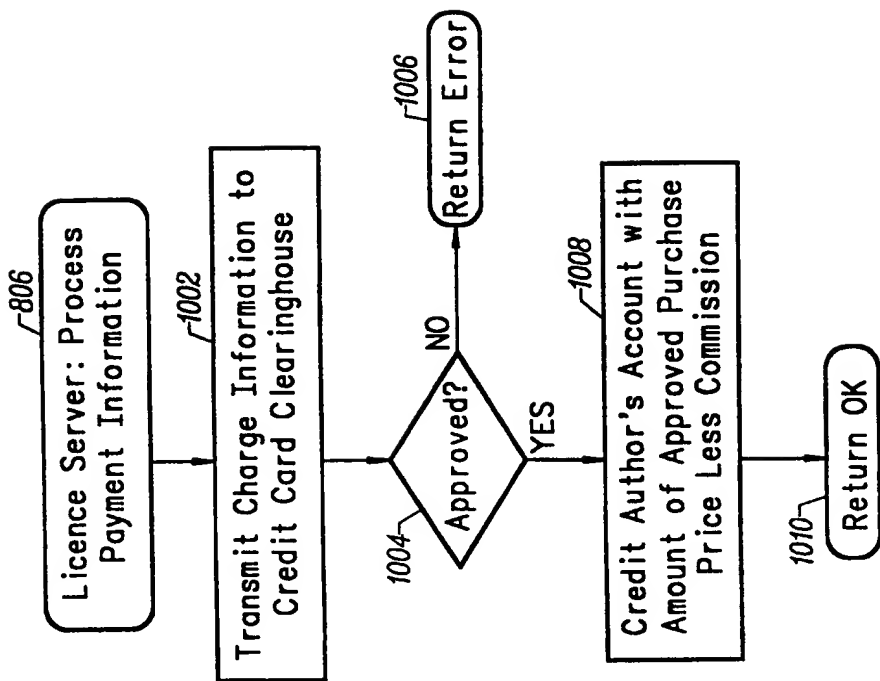 806
Licence Server: Process
Payment Information
1002
Transmit Charge Information to
Credit Card Clearinghouse
1004
Approved?
NO
1006
Return Error
YES
1008
Credit Author's Account with
Amount of Approved Purchase
Price Less Commission
1010
Return OK